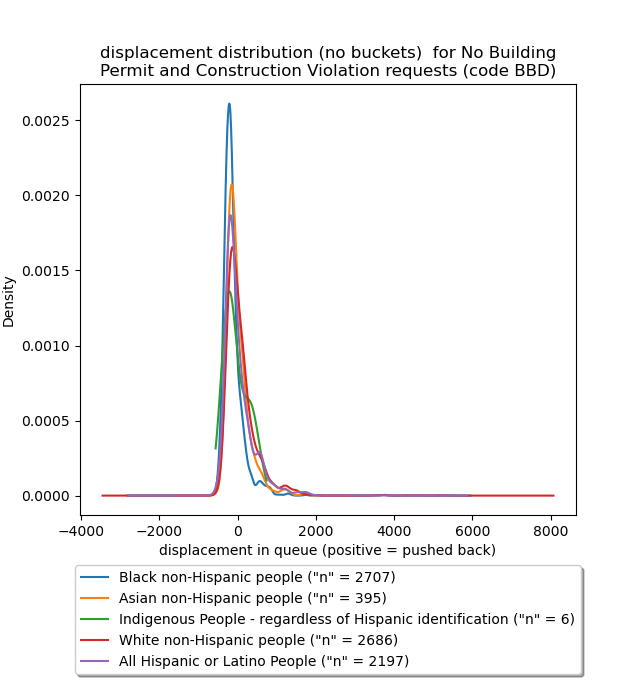 displacement distribution (no buckets)  for No Building
Permit and Construction Violation requests (code BBD)
Density
0.0025
0.0020
0.0015
0.0010
0.0005
0.0000
−4000 −2000 0 2000 4000 6000 8000
displacement in queue (positive = pushed back)
Black non-Hispanic people ("n" = 2707)
Asian non-Hispanic people ("n" = 395)
Indigenous People - regardless of Hispanic identification ("n" = 6)
White non-Hispanic people ("n" = 2686)
All Hispanic or Latino People ("n" = 2197)